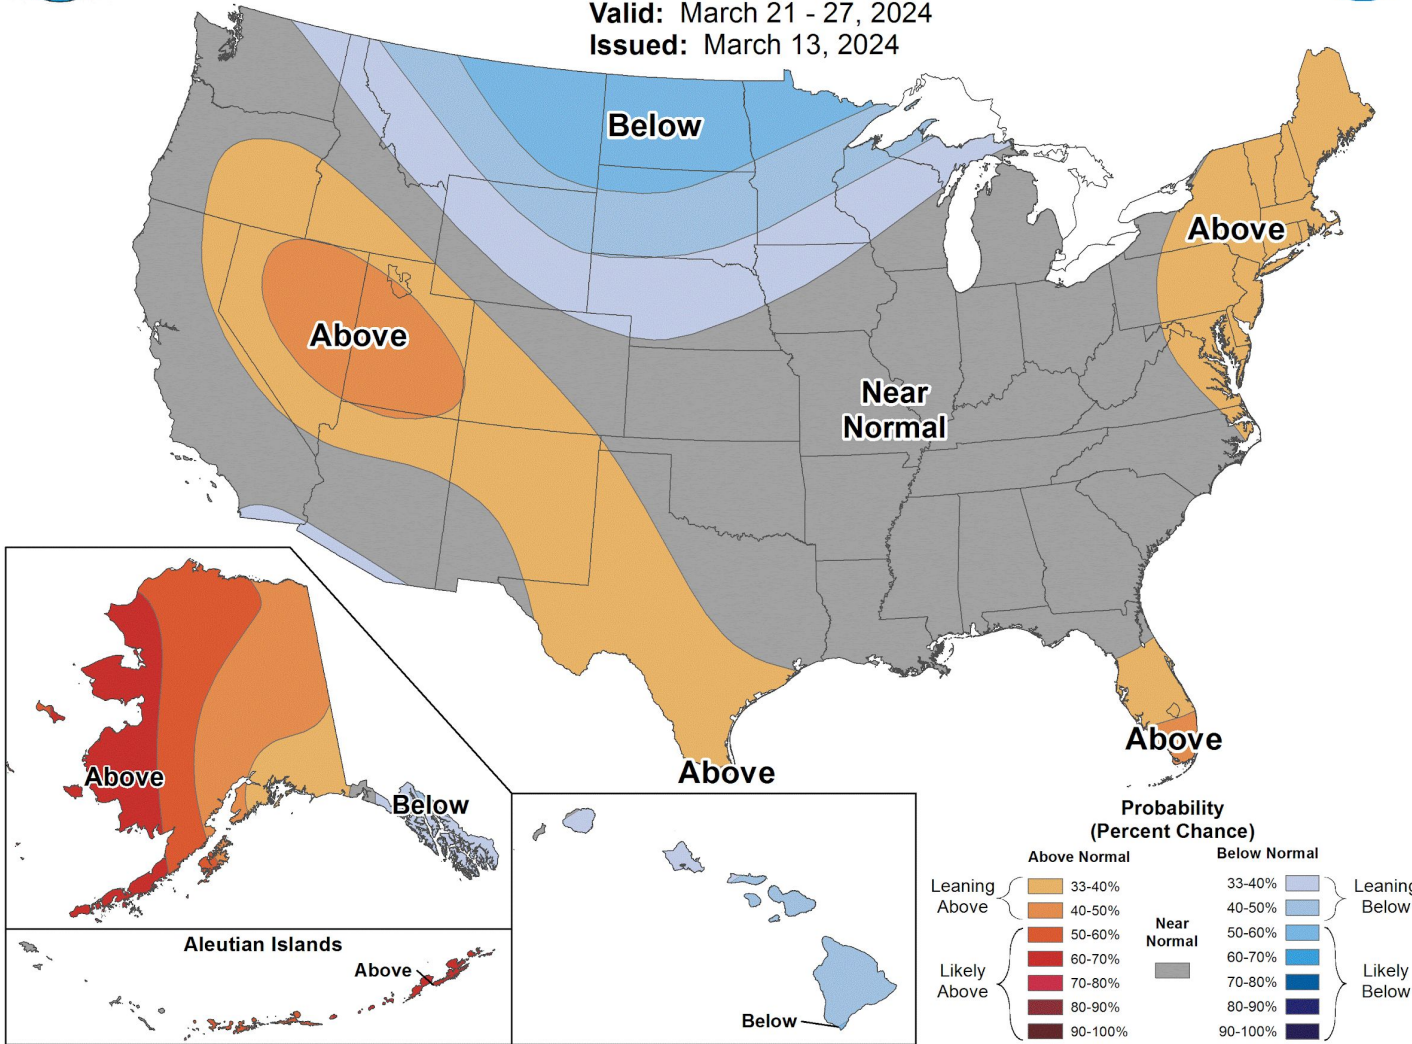 Valid: March 21 - 27, 2024
Issued: March 13, 2024
Below
Above
Above
Near
Normal
Above
Above
Above
Below
Above
Aleutian Islands
Above
Below
Probability
(Percent Chance)
Above Normal
Below Normal
Leaning
Above
33-40%
40-50%
Likely
Above
50-60%
60-70%
70-80%
80-90%
90-100%
Near
Normal
33-40%
40-50%
Leaning
Below
50-60%
60-70%
70-80%
80-90%
90-100%
Likely
Below